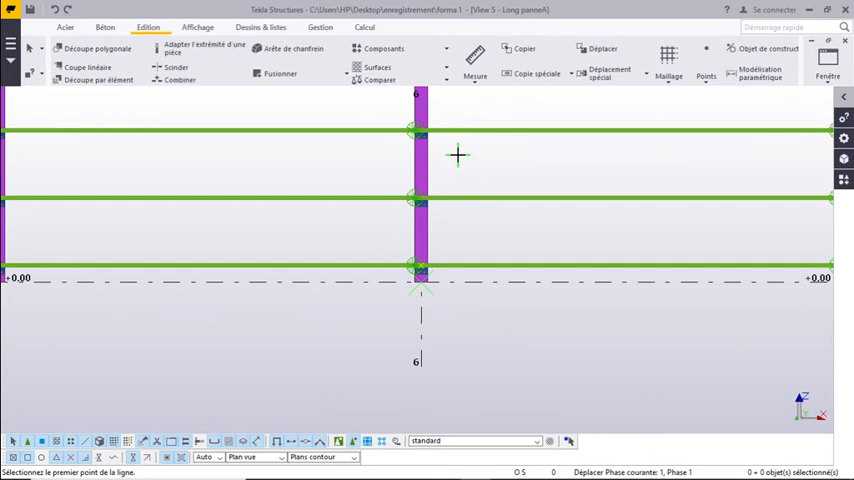 Tekla Structures - C:\Users\HP\Desktop\enregistrement\forma 1 - [View 5 - Long panneA]
Se connecter
Acier Béton Edition Affichage Dessins & listes Gestion Calcul
Démarrage rapide
Découpe polygonale
Adapter l'extrémité d'une pièce
Arête de chanfrein
Composants
Copier
Déplacer
Objet de construct
Coupe linéaire
Scinder
Surfaces
Mesure
Maillage
Points
Fenêtre
Découpe par élément
Combiner
Fusionner
Comparer
Copie spéciale
Déplacement spécial
Modélisation paramétrique
6
+0.00
+0.00
6
Z
X
standard
Auto
Plan vue
Plans contour
Sélectionnez le premier point de la ligne.
O S
0
Déplacer Phase courante: 1, Phase 1
0 + 0 objet(s) sélectionné(s)